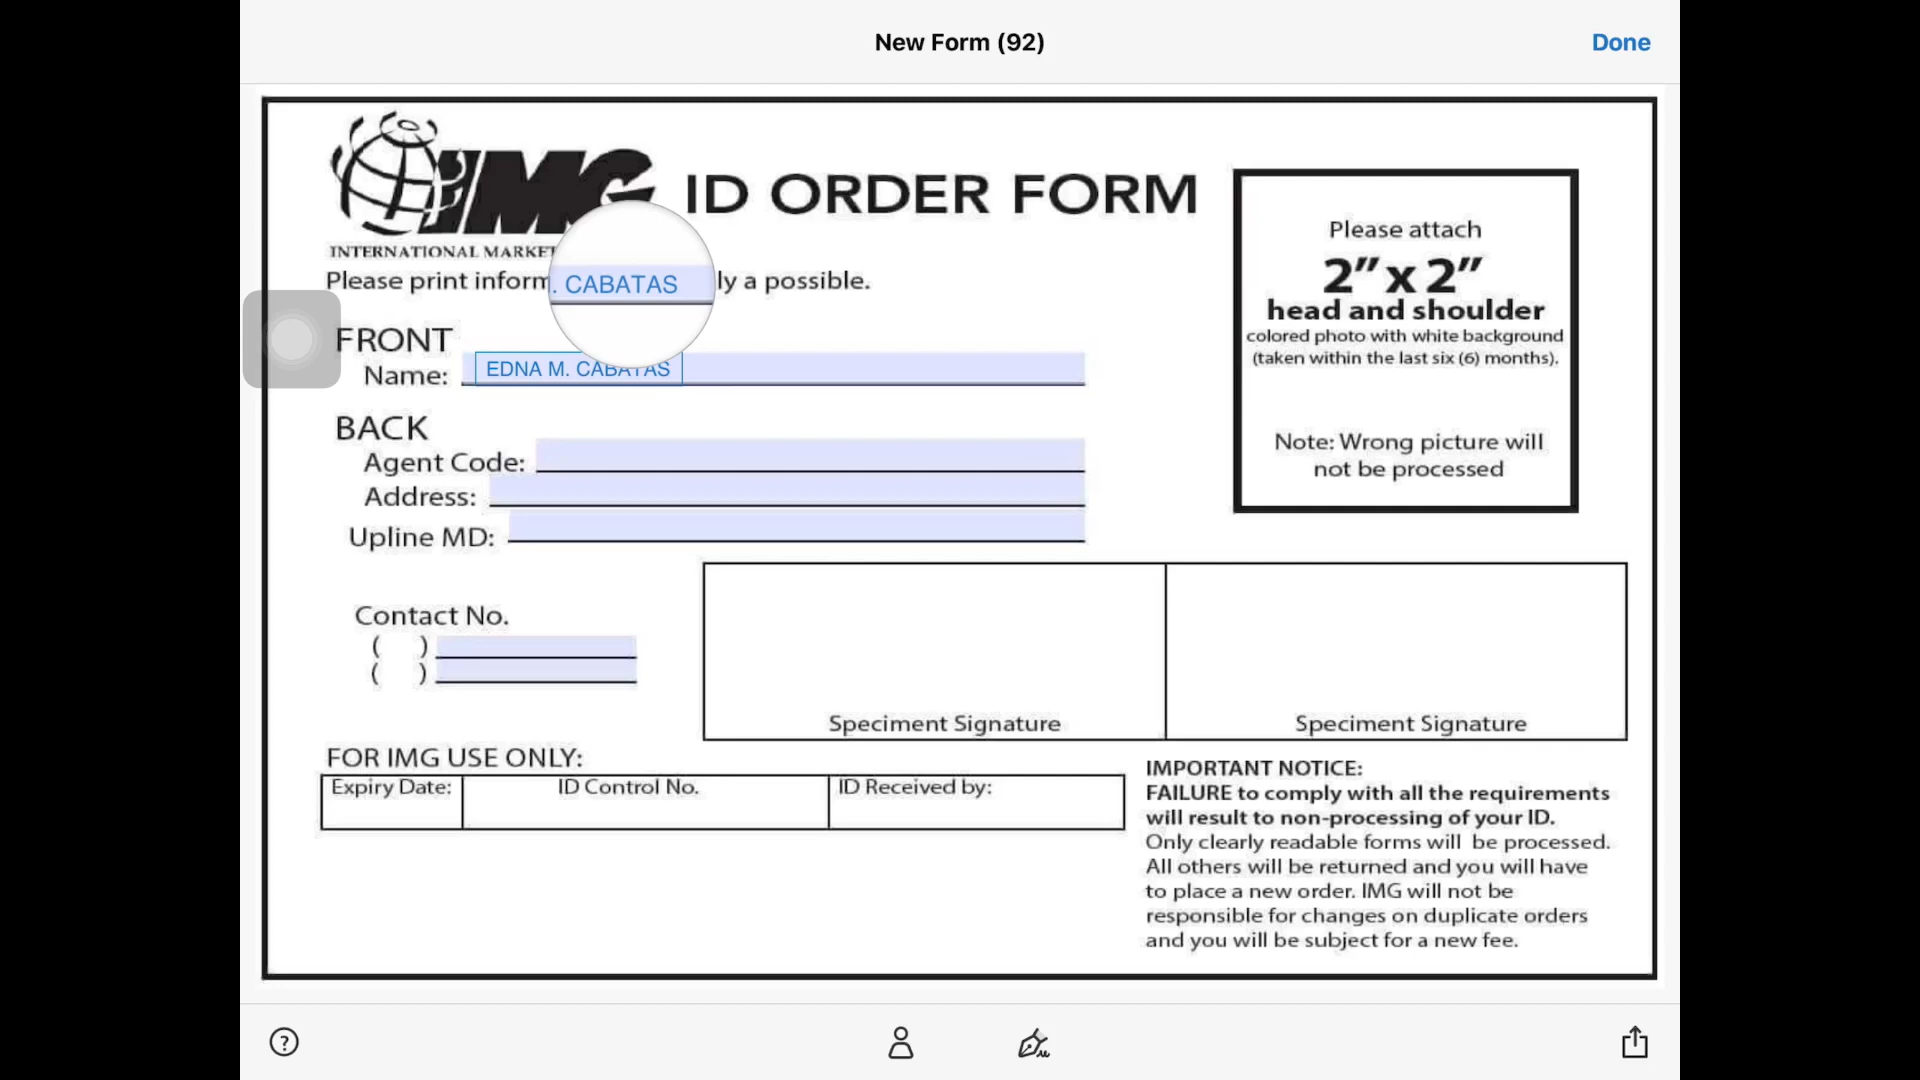 New Form (92)
Done
IMG
ID ORDER FORM
INTERNATIONAL MARKET
Please print inform
. CABATAS
ly a possible.
Please attach
2" x 2"
head and shoulder
colored photo with white background
(taken within the last six (6) months).
Note: Wrong picture will
not be processed
FRONT
Name: EDNA M. CABATAS
BACK
Agent Code:
Address:
Upline MD:
Contact No.
( )
( )
Speciment Signature
Speciment Signature
FOR IMG USE ONLY:
Expiry Date: ID Control No. ID Received by:
IMPORTANT NOTICE:
FAILURE to comply with all the requirements
will result to non-processing of your ID.
Only clearly readable forms will be processed.
All others will be returned and you will have
to place a new order. IMG will not be
responsible for changes on duplicate orders
and you will be subject for a new fee.
?